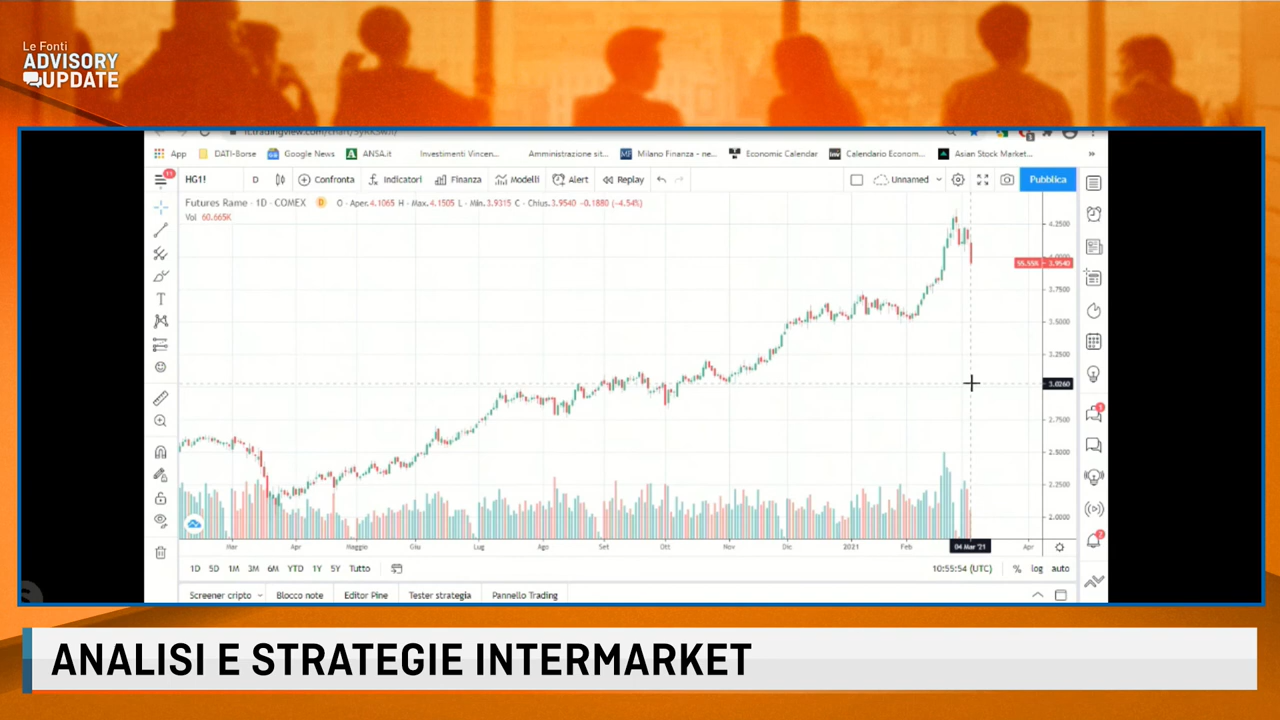 Le Fonti
ADVISORY
UPDATE
App DATI-Borse Google News ANSA.it Investimenti Vincen... Amministrazione sit... Milano Finanza - ne... Economic Calendar Calendario Econom... Asian Stock Market... »
11 HG1! D Confronta Indicatori Finanza Modelli Alert Replay Unnamed Pubblica
Futures Rame · 1D · COMEX D O - Aper.4.1065 H - Max.4.1505 L - Min.3.9315 C - Chius.3.9540 -0.1880 (-4.54%)
Vol 60.665K
4.2500
3.9540
3.7500
3.5000
3.2500
3.0260
2.7500
2.5000
2.2500
2.0000
Mar Apr Maggio Giu Lug Ago Set Ott Nov Dic 2021 Feb 04 Mar '21 Apr
1D 5D 1M 3M 6M YTD 1Y 5Y Tutto 10:55:54 (UTC) % log auto
Screener cripto Blocco note Editor Pine Tester strategia Pannello Trading
ANALISI E STRATEGIE INTERMARKET